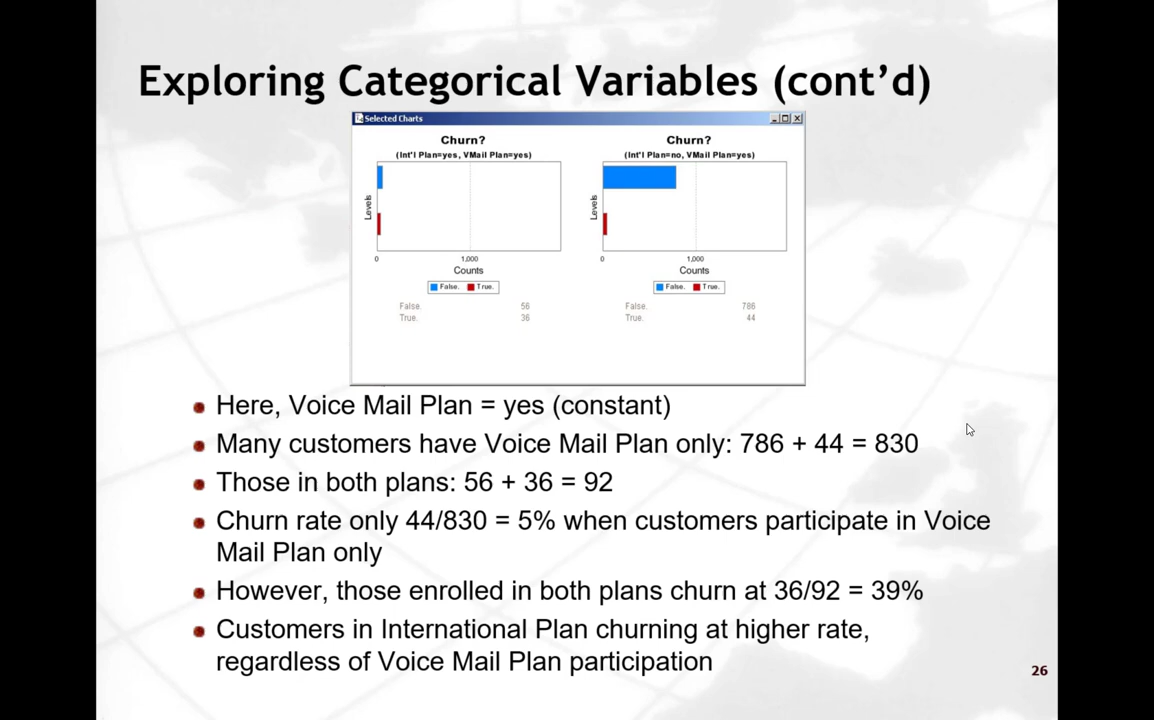 Exploring Categorical Variables (cont’d)
Selected Charts
Churn?
(Int'l Plan=yes, VMail Plan=yes)
Levels
0 1,000
Counts
False. True.
False. 56
True. 36
Churn?
(Int'l Plan=no, VMail Plan=yes)
Levels
0 1,000
Counts
False. True.
False. 786
True. 44
Here, Voice Mail Plan = yes (constant)
Many customers have Voice Mail Plan only: 786 + 44 = 830
Those in both plans: 56 + 36 = 92
Churn rate only 44/830 = 5% when customers participate in Voice
Mail Plan only
However, those enrolled in both plans churn at 36/92 = 39%
Customers in International Plan churning at higher rate,
regardless of Voice Mail Plan participation
26